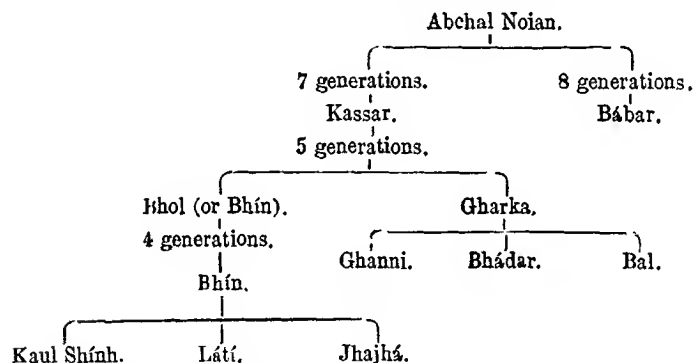 Abchal Noian.
7 generations. 8 generations.
Kassar. Bábar.
5 generations.
Bhol (or Bhín). Gharka.
4 generations.
Ghanni. Bhádar. Bal.
Bhín.
Kaul Shính. Látí. Jhajhá.